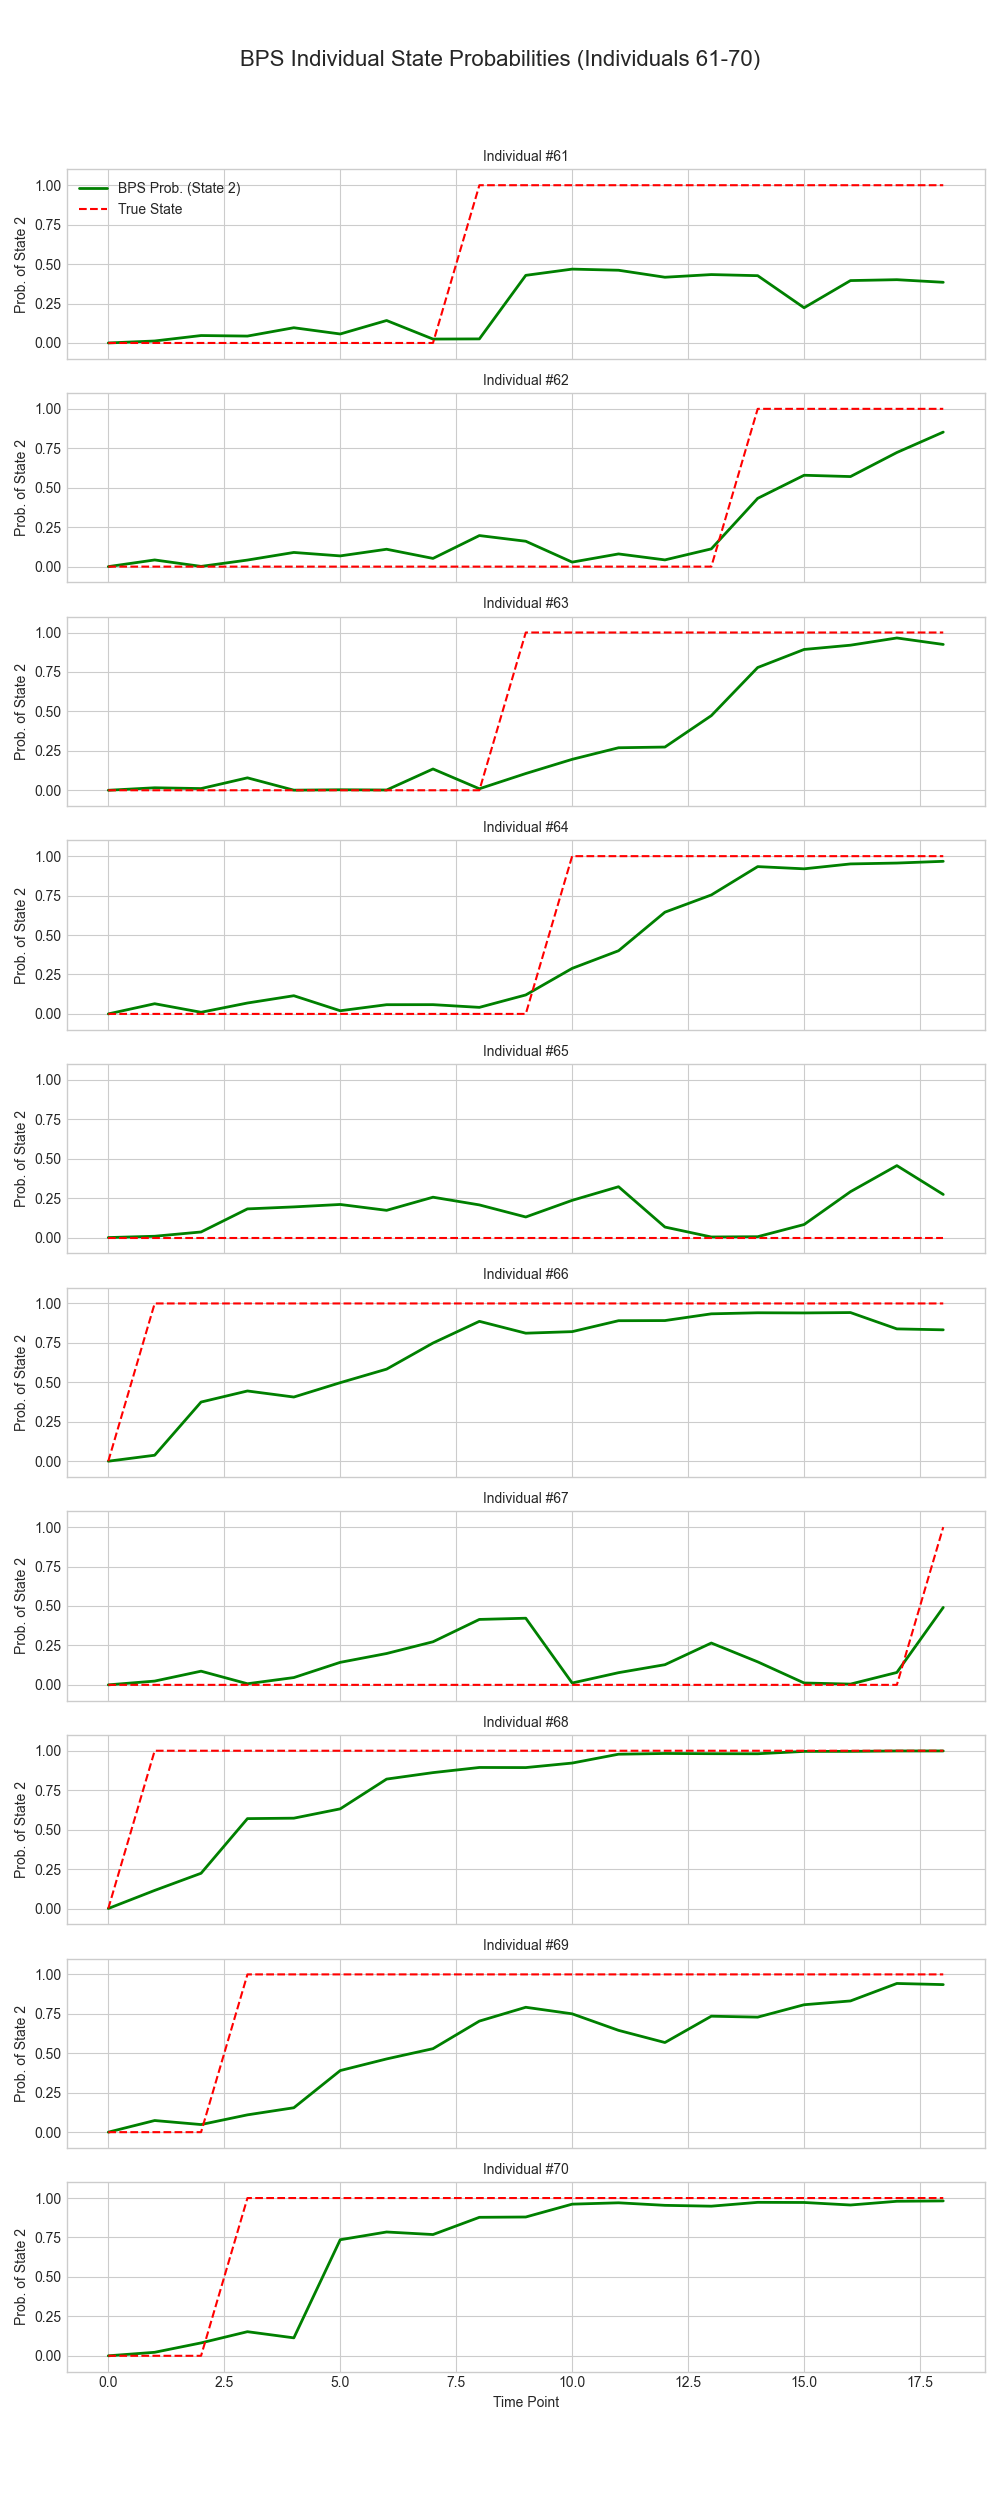 BPS Individual State Probabilities (Individuals 61-70)
Individual #61
BPS Prob. (State 2)
True State
1.00
0.75
0.50
0.25
0.00
Prob. of State 2
Individual #62
1.00
0.75
0.50
0.25
0.00
Prob. of State 2
Individual #63
1.00
0.75
0.50
0.25
0.00
Prob. of State 2
Individual #64
1.00
0.75
0.50
0.25
0.00
Prob. of State 2
Individual #65
1.00
0.75
0.50
0.25
0.00
Prob. of State 2
Individual #66
1.00
0.75
0.50
0.25
0.00
Prob. of State 2
Individual #67
1.00
0.75
0.50
0.25
0.00
Prob. of State 2
Individual #68
1.00
0.75
0.50
0.25
0.00
Prob. of State 2
Individual #69
1.00
0.75
0.50
0.25
0.00
Prob. of State 2
Individual #70
1.00
0.75
0.50
0.25
0.00
Prob. of State 2
0.0 2.5 5.0 7.5 10.0 12.5 15.0 17.5
Time Point